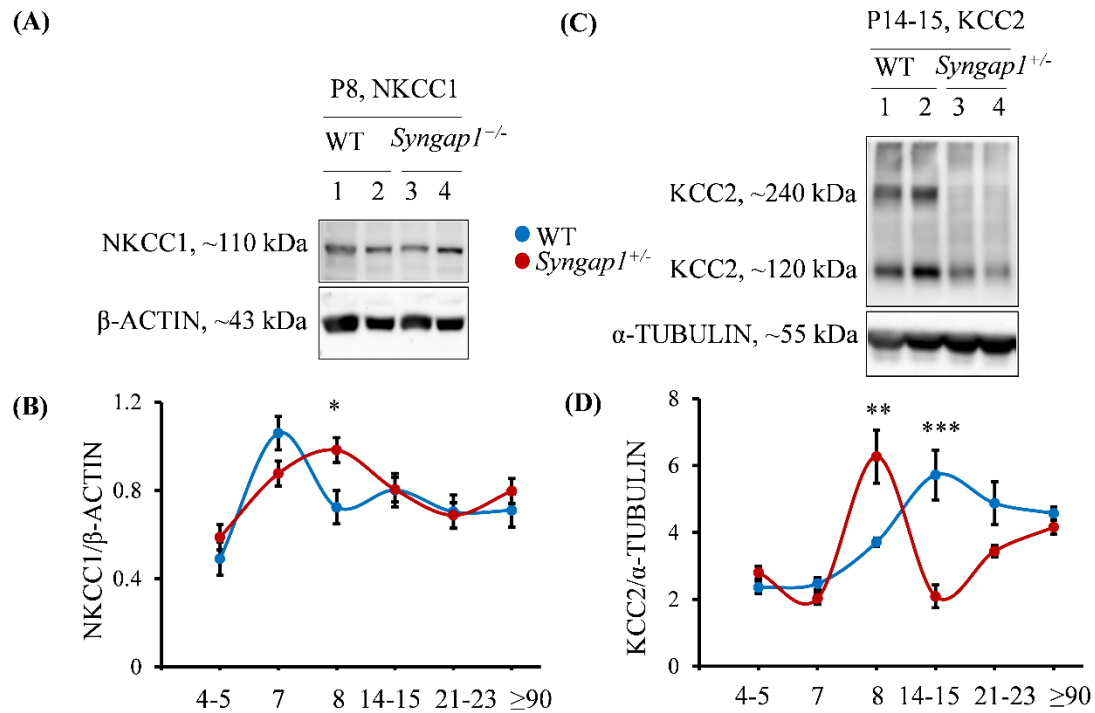 (A)
P8, NKCC1
WT Syngap1⁻/⁻
1 2 3 4
NKCC1, ~110 kDa
β-ACTIN, ~43 kDa
WT
Syngap1⁺/⁻
(C)
P14-15, KCC2
WT Syngap1⁺/⁻
1 2 3 4
KCC2, ~240 kDa
KCC2, ~120 kDa
α-TUBULIN, ~55 kDa
(B)
NKCC1/β-ACTIN
1.2
0.8
0.4
0
*
4-5 7 8 14-15 21-23 ≥90
(D)
KCC2/α-TUBULIN
8
6
4
2
0
**
***
4-5 7 8 14-15 21-23 ≥90